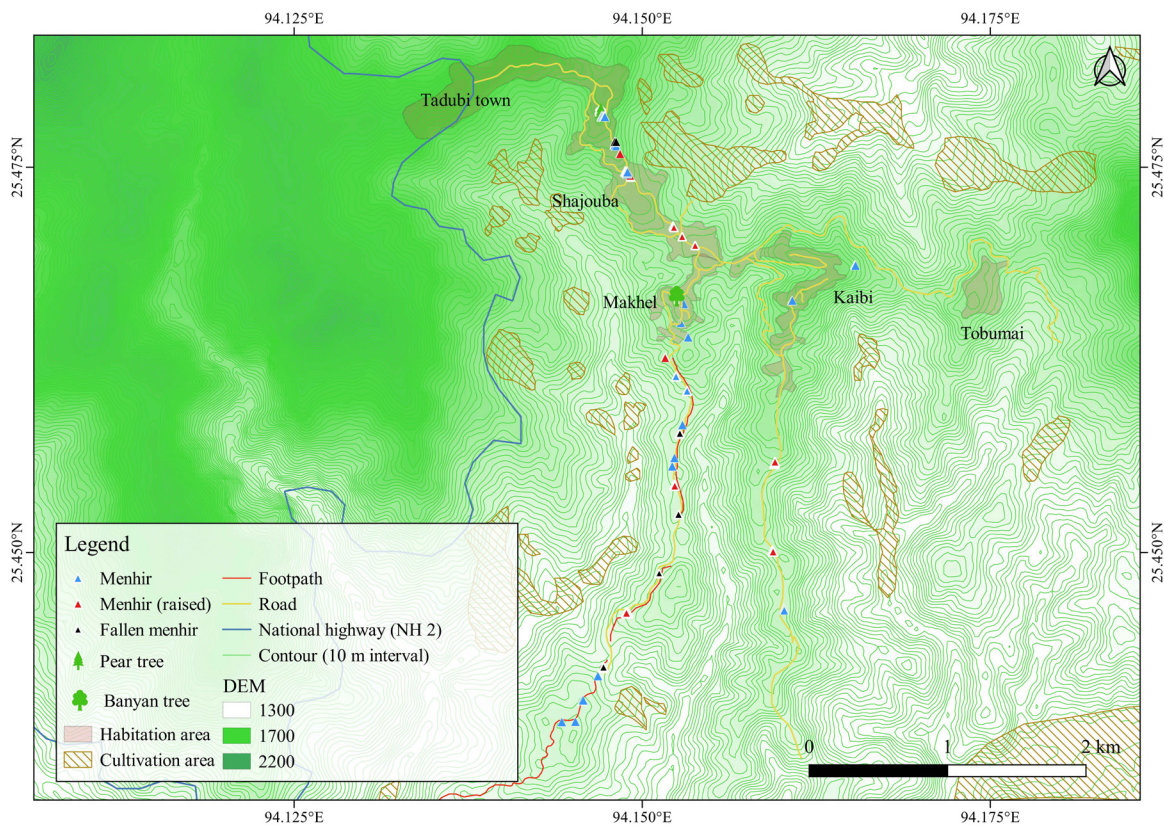 94.125°E
94.150°E
94.175°E
Tadubi town
25.475°N
25.475°N
Shajouba
Makhel
Kaibi
Tobumai
25.450°N
25.450°N
Legend
Menhir
Menhir (raised)
Fallen menhir
Pear tree
Banyan tree
Habitation area
Cultivation area
Footpath
Road
National highway (NH 2)
Contour (10 m interval)
DEM
1300
1700
2200
0
1
2 km
94.125°E
94.150°E
94.175°E